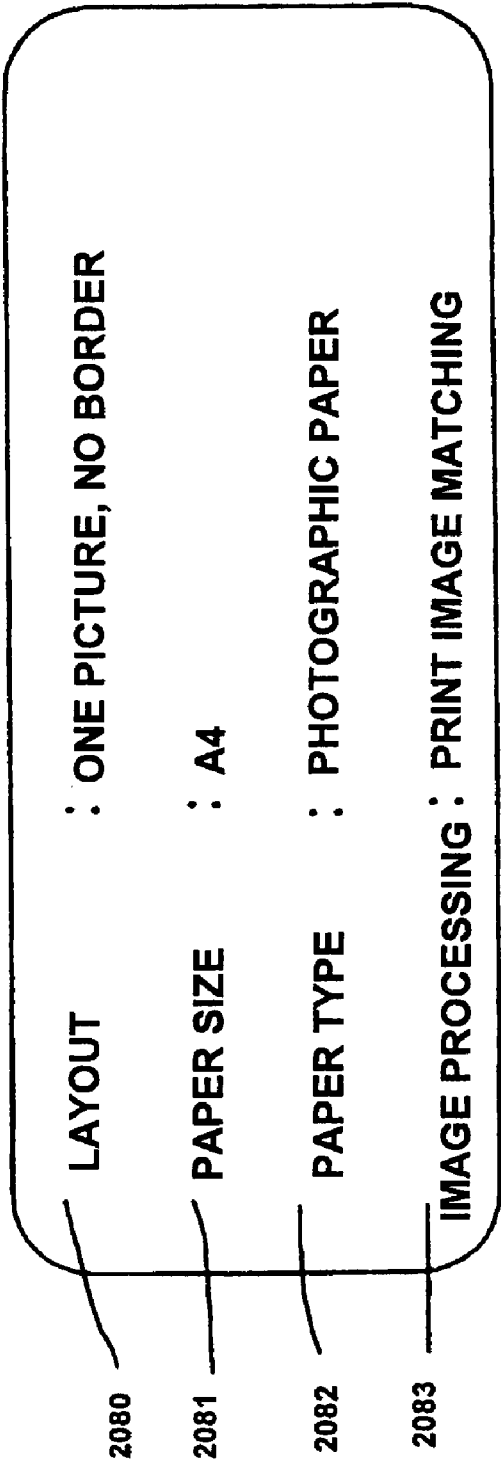 2080 LAYOUT : ONE PICTURE, NO BORDER
2081 PAPER SIZE : A4
2082 PAPER TYPE : PHOTOGRAPHIC PAPER
2083 IMAGE PROCESSING : PRINT IMAGE MATCHING